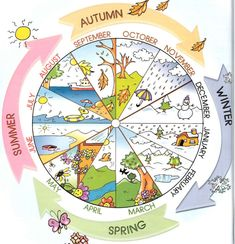 AUTUMN
SEPTEMBER
OCTOBER
NOVEMBER
DECEMBER
WINTER
JANUARY
FEBRUARY
MARCH
SPRING
APRIL
MAY
JUNE
SUMMER
JULY
AUGUST